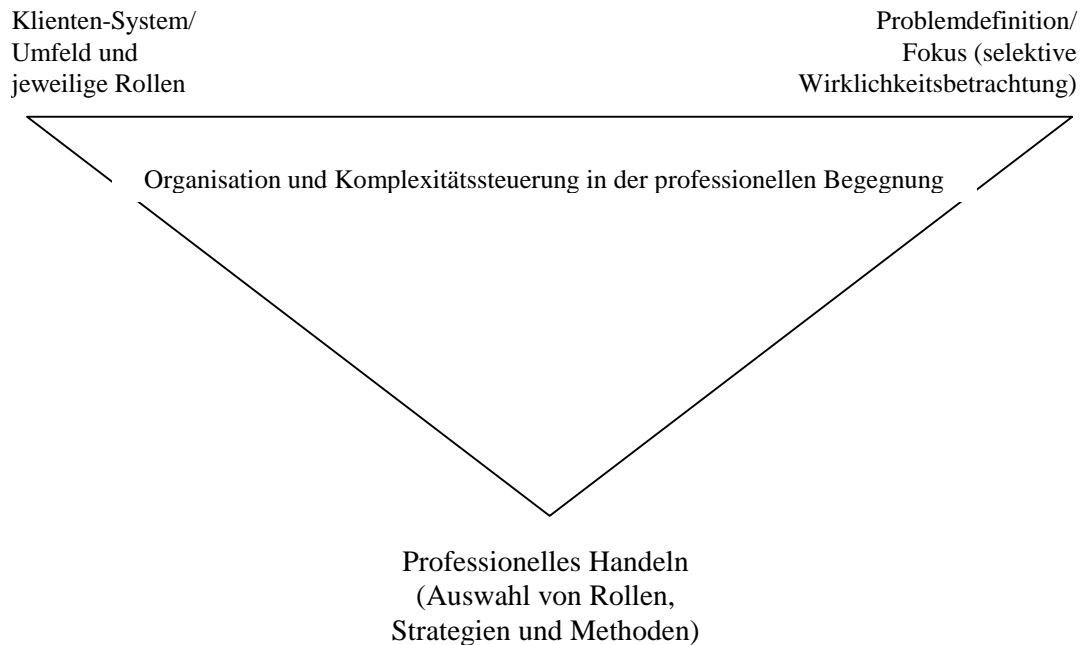 Klienten-System/
Umfeld und
jeweilige Rollen
Problemdefinition/
Fokus (selektive
Wirklichkeitsbetrachtung)
Organisation und Komplexitätssteuerung in der professionellen Begegnung
Professionelles Handeln
(Auswahl von Rollen,
Strategien und Methoden)